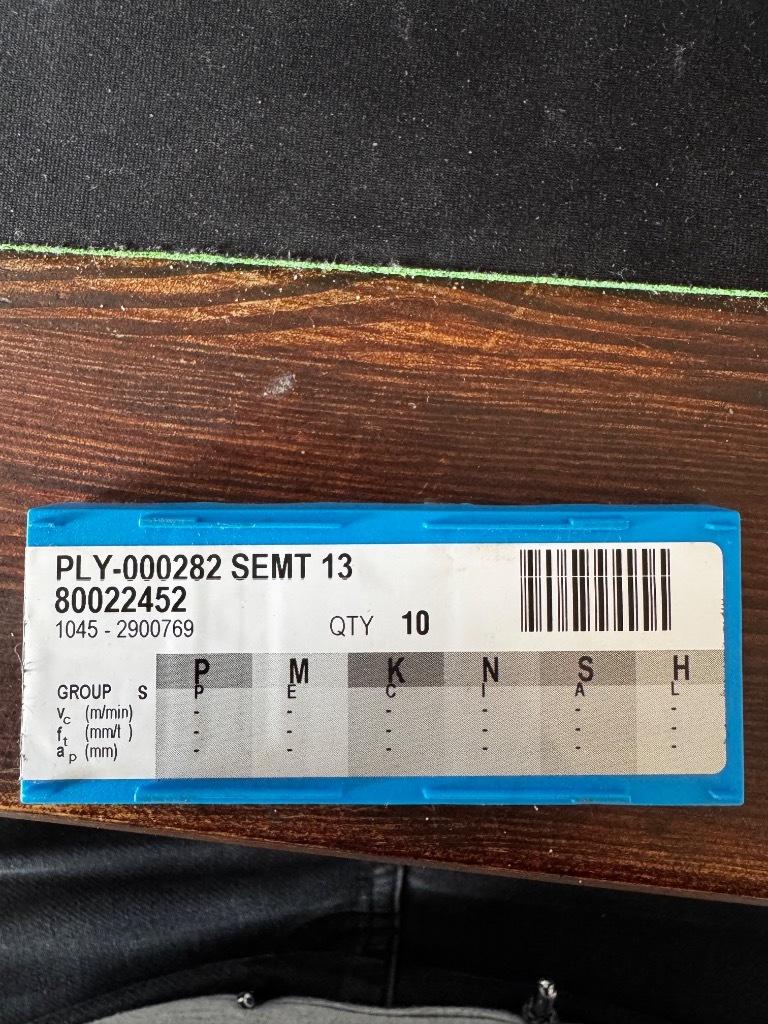 PLY-000282 SEMT 13
80022452
1045 - 2900769
QTY 10
P M K N S H
GROUP S P E C I A L
vc (m/min) - - - - - -
ft (mm/t ) - - - - - -
ap (mm) - - - - - -